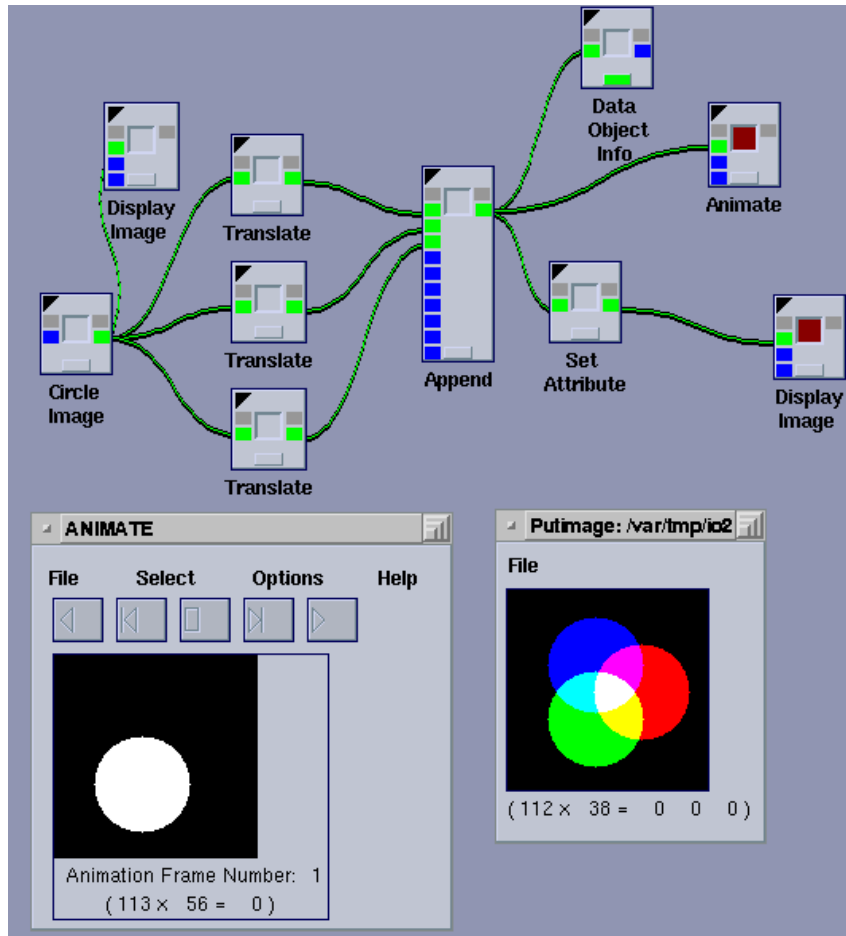 Data
Object
Info
Animate
Display
Image
Translate
Translate
Append
Set
Attribute
Circle
Image
Display
Image
Translate
ANIMATE
File Select Options Help
Animation Frame Number: 1
( 113 x 56 = 0 )
Putimage: /var/tmp/io2
File
( 112 x 38 = 0 0 0 )